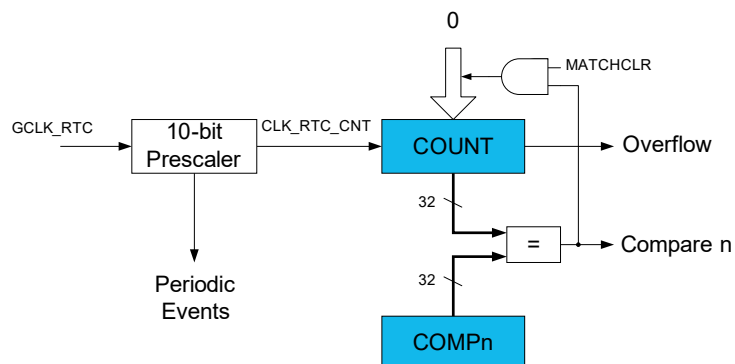 0
MATCHCLR
GCLK_RTC
10-bit
Prescaler
CLK_RTC_CNT
COUNT
Overflow
32
=
Compare n
Periodic
Events
32
COMPn